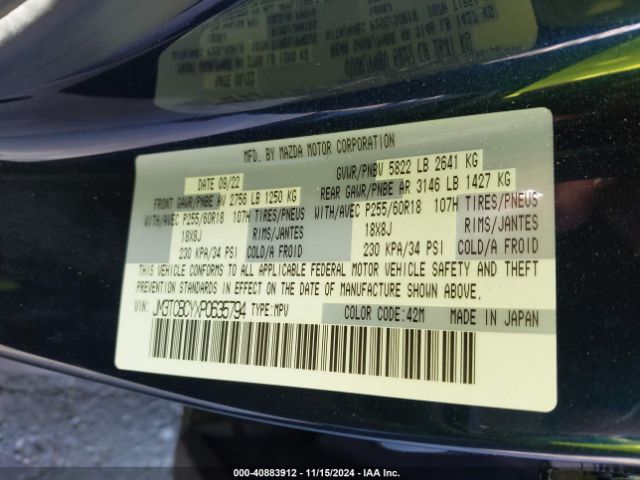 MFG. BY MAZDA MOTOR CORPORATION
DATE 09/22 GVWR/PNBV 5822 LB 2641 KG
FRONT GAWR/PNBE AV 2756 LB 1250 KG REAR GAWR/PNBE AR 3146 LB 1427 KG
WITH/AVEC P255/60R18 107H TIRES/PNEUS WITH/AVEC P255/60R18 107H TIRES/PNEUS
18X8J RIMS/JANTES 18X8J RIMS/JANTES
230 KPA/34 PSI COLD/A FROID 230 KPA/34 PSI COLD/A FROID
THIS VEHICLE CONFORMS TO ALL APPLICABLE FEDERAL MOTOR VEHICLE SAFETY AND THEFT
PREVENTION STANDARDS IN EFFECT ON THE DATE OF MANUFACTURE SHOWN ABOVE.
VIN: JM3TCBCYXP0635794 TYPE:MPV COLOR CODE:42M MADE IN JAPAN
000-40883912 - 11/15/2024 - IAA Inc.